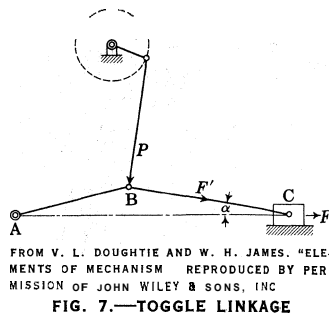 P
B
F'
α
C
F
A
FROM V. L. DOUGHTIE AND W. H. JAMES. "ELE-
MENTS OF MECHANISM REPRODUCED BY PER
MISSION OF JOHN WILEY & SONS, INC
FIG. 7.—TOGGLE LINKAGE